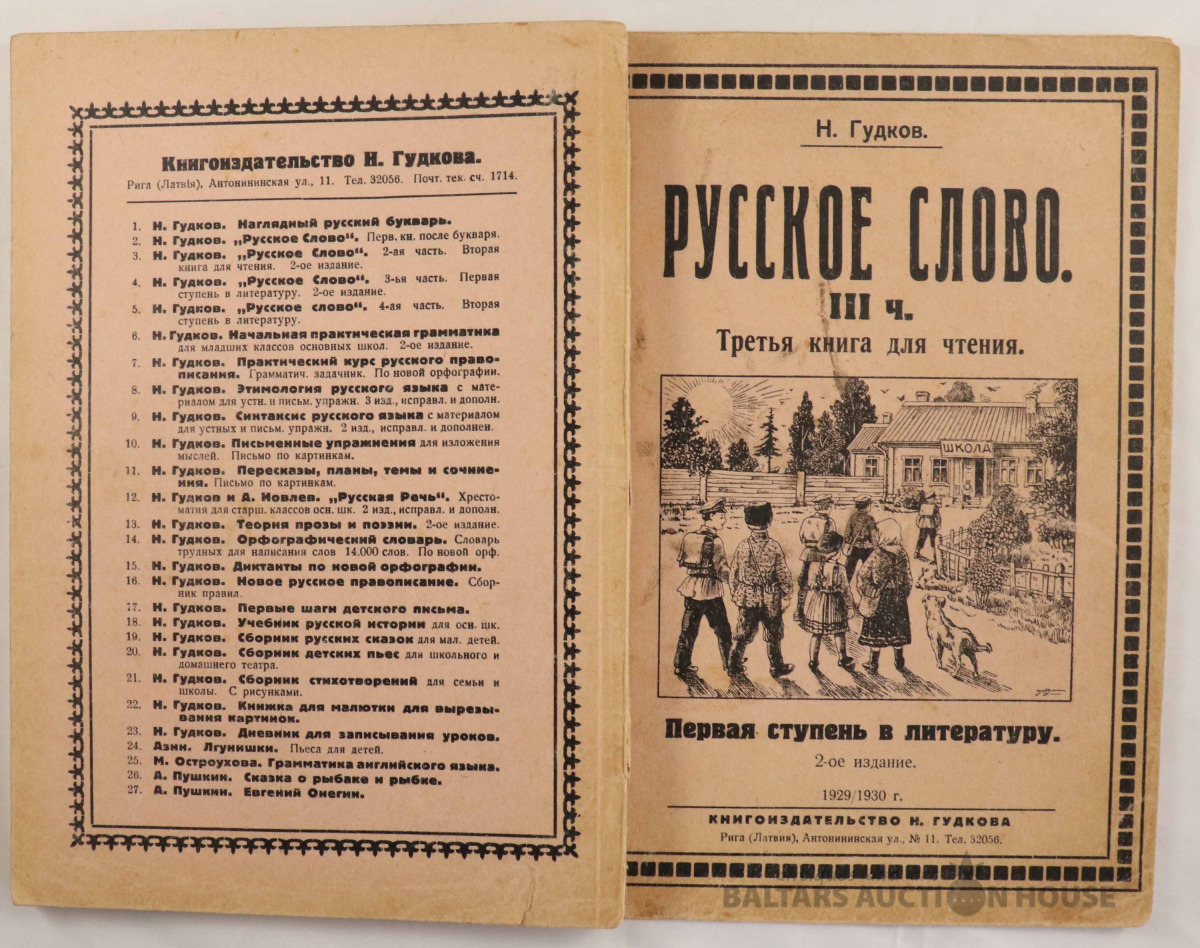 Книгоиздательство Н. Гудкова.
Рига (Латвія), Антонининская ул., 11. Тел. 32056. Почт. тек. сч. 1714.
1. Н. Гудков. Наглядный русский букварь.
2. Н. Гудков. „Русское Слово“. Перв. кн. после букваря.
3. Н. Гудков. „Русское Слово“. 2-ая часть. Вторая
книга для чтения. 2-ое издание.
4. Н. Гудков. „Русское Слово“. 3-ья часть. Первая
ступень в литературу. 2-ое издание.
5. Н. Гудков. „Русское слово“. 4-ая часть. Вторая
ступень в литературу.
6. Н. Гудков. Начальная практическая грамматика
для младших классов основных школ. 2-ое издание.
7. Н. Гудков. Практический курс русского право-
писания. Грамматич. задачник. По новой орфографии.
8. Н. Гудков. Этимология русского языка с мате-
риалом для устн. и письм. упражн. 3 изд., исправл. и дополн.
9. Н. Гудков. Синтаксис русского языка с материалом
для устных и письм. упражн. 2 изд., исправл. и дополнен.
10. Н. Гудков. Письменные упражнения для изложения
мыслей. Письмо по картинкам.
11. Н. Гудков. Пересказы, планы, темы и сочине-
ния. Письмо по картинкам.
12. Н. Гудков и А. Иовлев. „Русская Речь“. Хресто-
матия для старш. классов осн. шк. 2 изд., исправл. и дополн.
13. Н. Гудков. Теория прозы и поэзии. 2-ое издание.
14. Н. Гудков. Орфографический словарь. Словарь
трудных для написания слов 14.000 слов. По новой орф.
15. Н. Гудков. Диктанты по новой орфографии.
16. Н. Гудков. Новое русское правописание. Сбор-
ник правил.
17. Н. Гудков. Первые шаги детского письма.
18. Н. Гудков. Учебник русской истории для осн. шк.
19. Н. Гудков. Сборник русских сказок для мал. детей.
20. Н. Гудков. Сборник детских пьес для школьного и
домашнего театра.
21. Н. Гудков. Сборник стихотворений для семьи и
школы. С рисунками.
22. Н. Гудков. Книжка для малютки для вырезы-
вания картинок.
23. Н. Гудков. Дневник для записывания уроков.
24. Азин. Лгунишки. Пьеса для детей.
25. М. Остроухова. Грамматика английского языка.
26. А. Пушкин. Сказка о рыбаке и рыбке.
27. А. Пушкин. Евгений Онегин.
Н. Гудков.
РУССКОЕ СЛОВО.
III ч.
Третья книга для чтения.
ШКОЛА
Первая ступень в литературу.
2-ое издание.
1929/1930 г.
КНИГОИЗДАТЕЛЬСТВО Н. ГУДКОВА
Рига (Латвия), Антонининская ул., № 11. Тел. 32056.
BALTARS AUCTION HOUSE